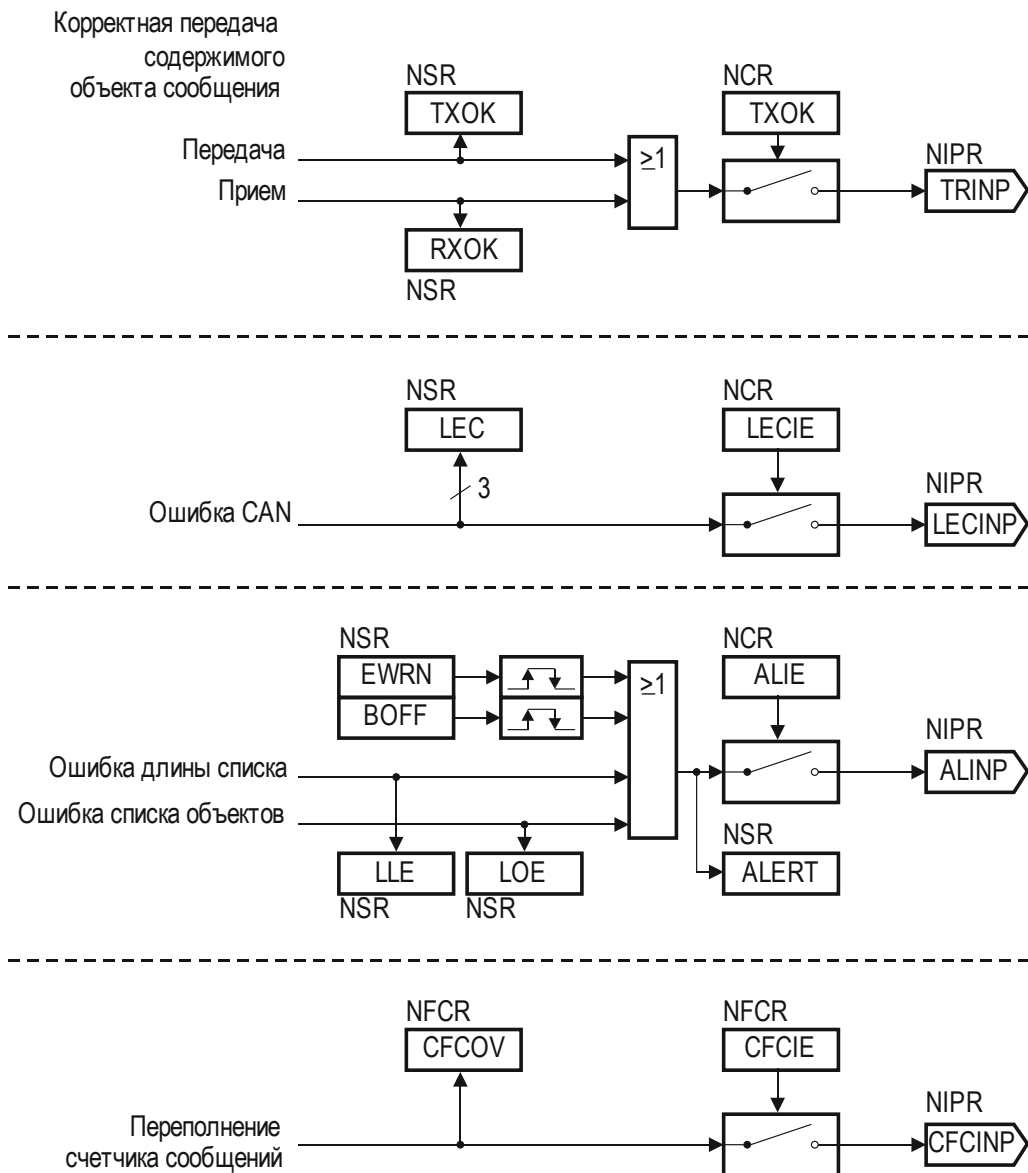 Корректная передача
содержимого
объекта сообщения
NSR
TXOK
NCR
TXOK
Передача
≥1
NIPR
TRINP
Прием
RXOK
NSR
NSR
LEC
NCR
LECIE
3
Ошибка CAN
NIPR
LECINP
NSR
EWRN
BOFF
≥1
NCR
ALIE
NIPR
ALINP
Ошибка длины списка
Ошибка списка объектов
LLE
NSR
LOE
NSR
NSR
ALERT
NFCR
CFCOV
NFCR
CFCIE
Переполнение
счетчика сообщений
NIPR
CFCINP